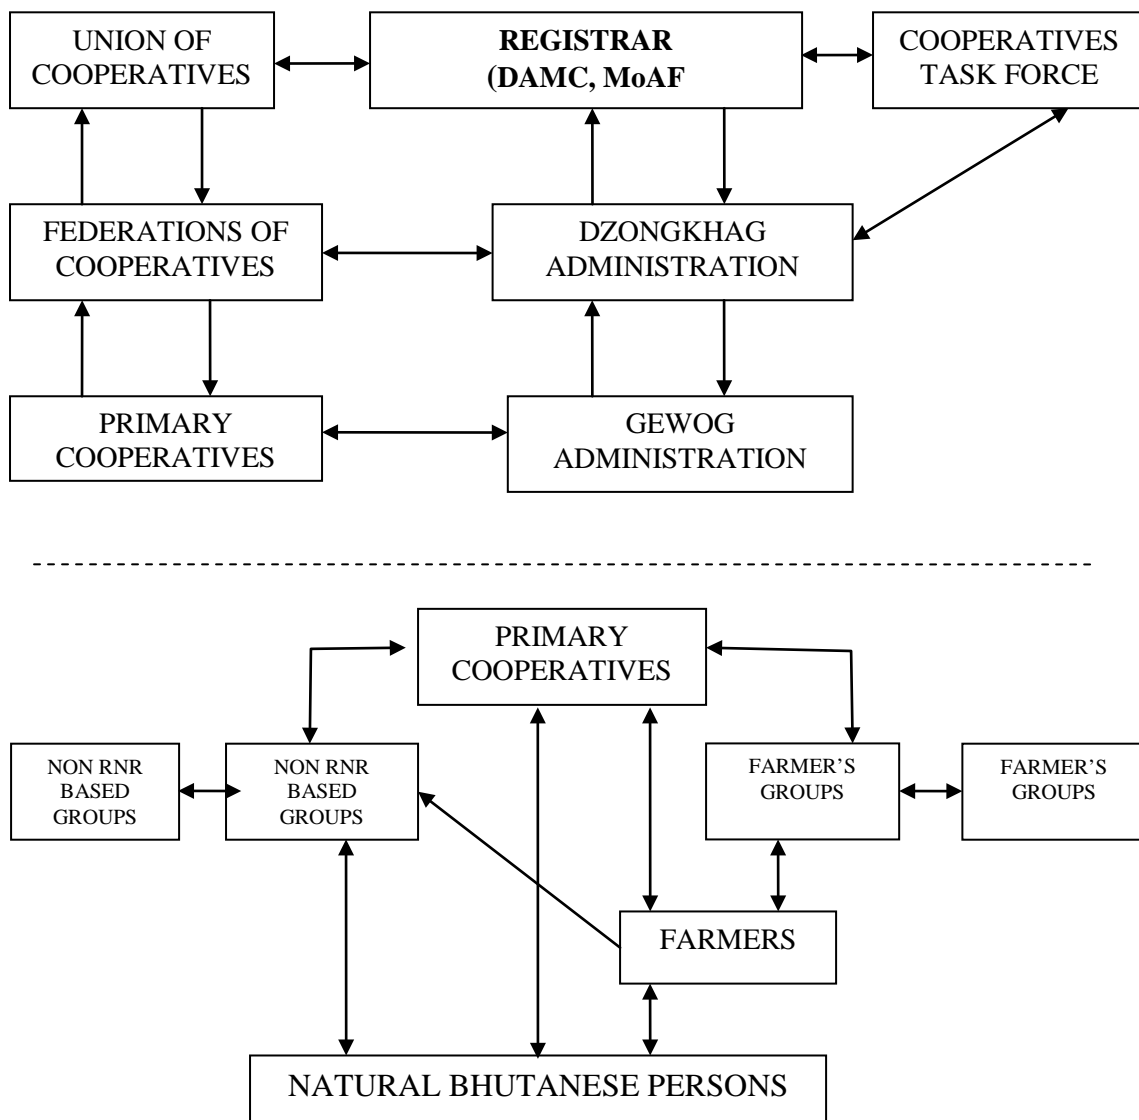 UNION OF
COOPERATIVES
REGISTRAR
(DAMC, MoAF
COOPERATIVES
TASK FORCE
FEDERATIONS OF
COOPERATIVES
DZONGKHAG
ADMINISTRATION
PRIMARY
COOPERATIVES
GEWOG
ADMINISTRATION
PRIMARY
COOPERATIVES
NON RNR
BASED
GROUPS
NON RNR
BASED
GROUPS
FARMER’S
GROUPS
FARMER’S
GROUPS
FARMERS
NATURAL BHUTANESE PERSONS